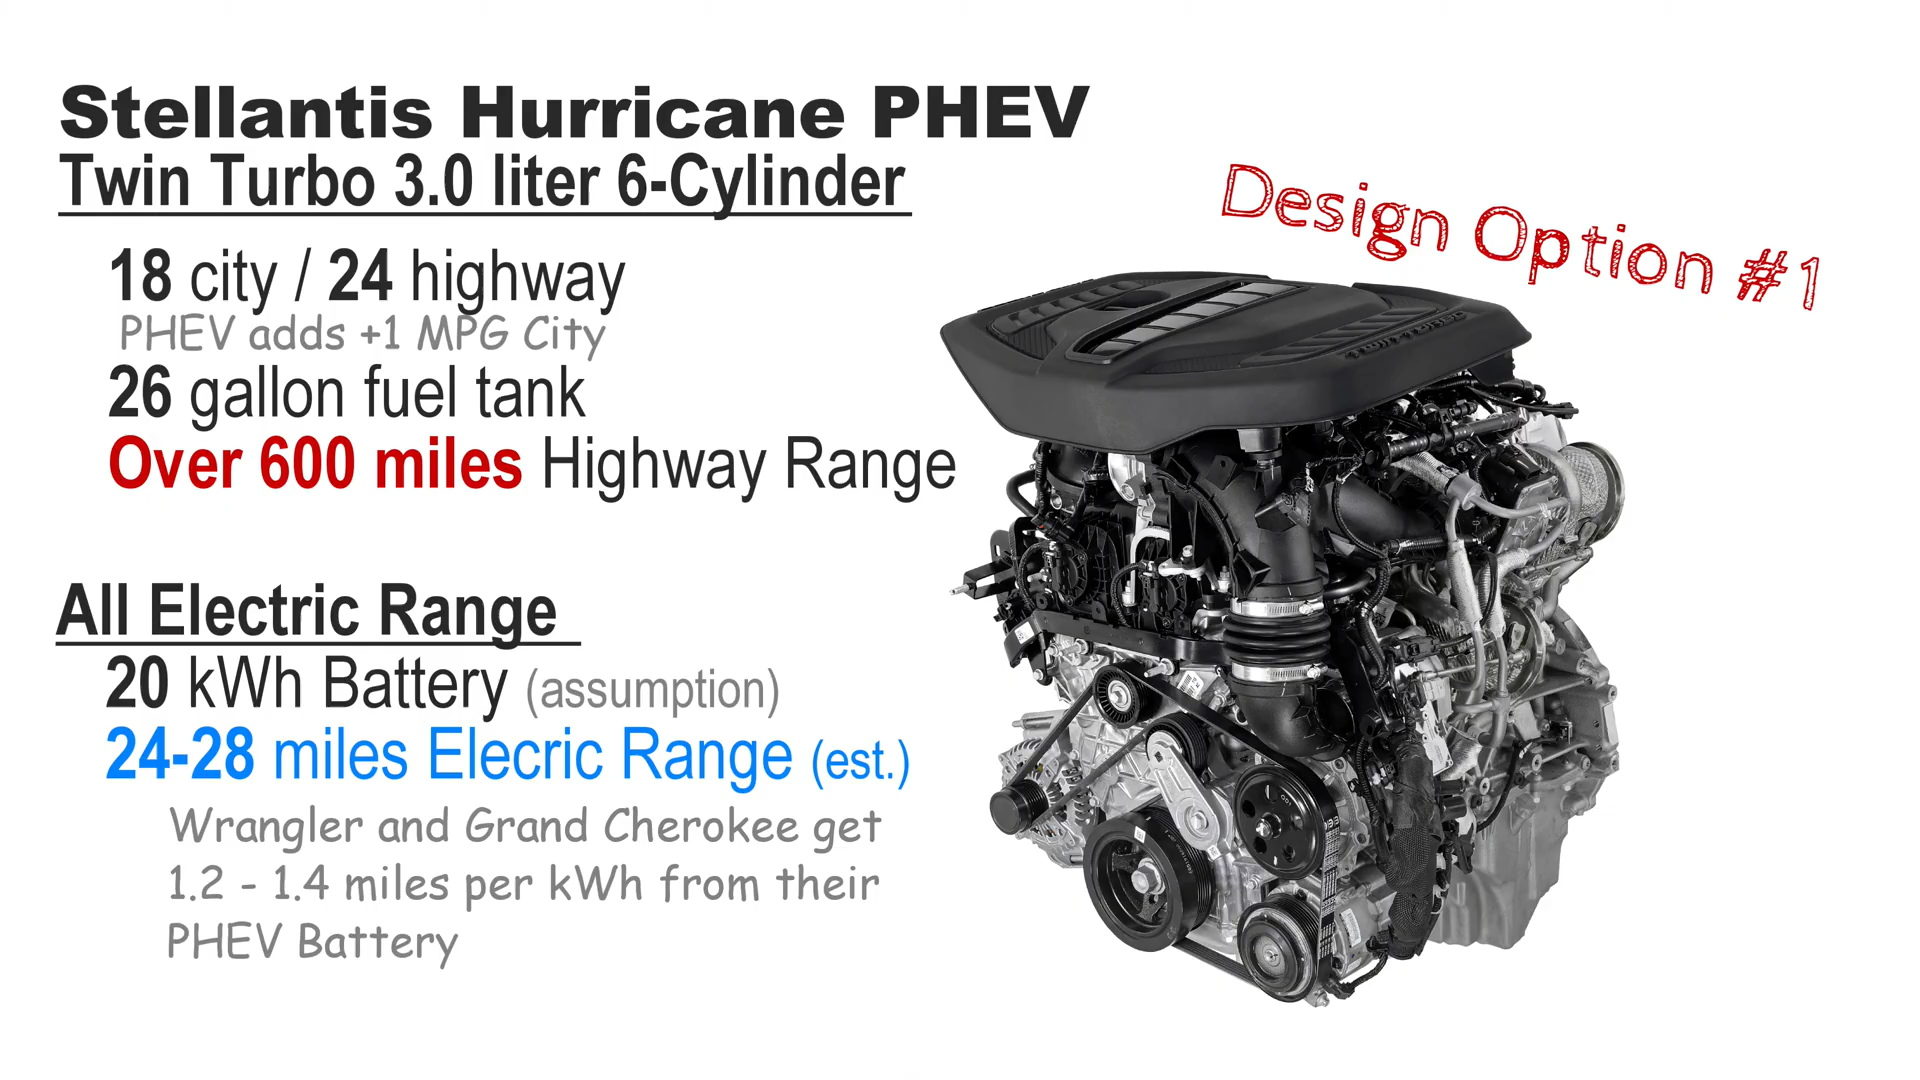 Stellantis Hurricane PHEV
Twin Turbo 3.0 liter 6-Cylinder
Design Option #1
18 city / 24 highway
PHEV adds +1 MPG City
26 gallon fuel tank
Over 600 miles Highway Range
All Electric Range
20 kWh Battery (assumption)
24-28 miles Elecric Range (est.)
Wrangler and Grand Cherokee get
1.2 - 1.4 miles per kWh from their
PHEV Battery